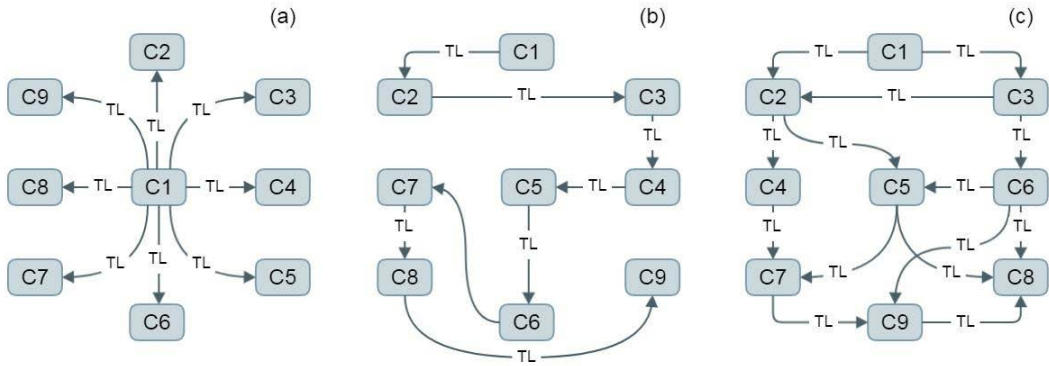 (a)
C2
C9 TL TL TL C3
C8 TL C1 TL C4
C7 TL TL TL C5
C6
(b)
TL C1
C2 TL C3
TL
C7 C5 TL C4
TL TL
C8 C9
C6
TL
(c)
TL C1 TL
C2 TL C3
TL TL TL
C4 C5 TL C6
TL TL TL TL
TL
C7 TL C8
TL C9 TL